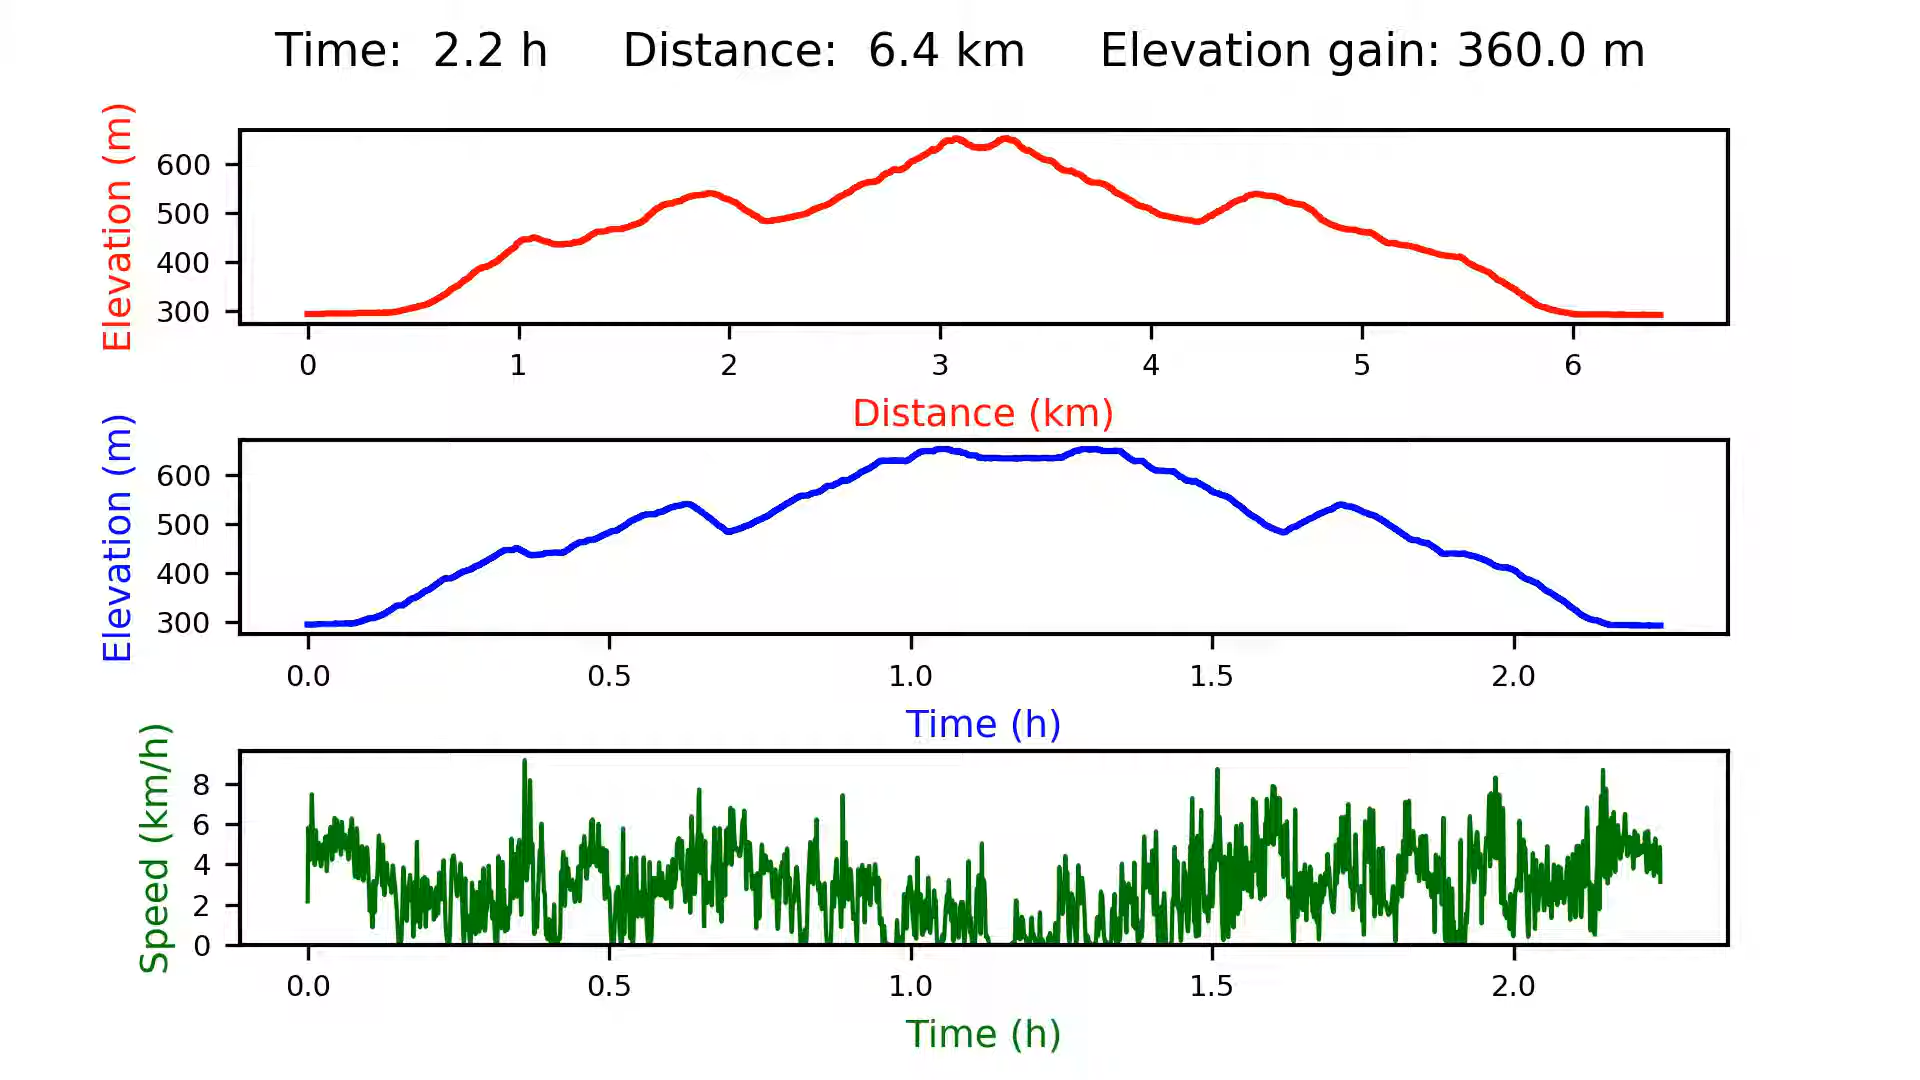 Time:  2.2 h     Distance:  6.4 km     Elevation gain: 360.0 m
Elevation (m)
600
500
400
300
0 1 2 3 4 5 6
Distance (km)
Elevation (m)
600
500
400
300
0.0 0.5 1.0 1.5 2.0
Time (h)
Speed (km/h)
8
6
4
2
0
0.0 0.5 1.0 1.5 2.0
Time (h)